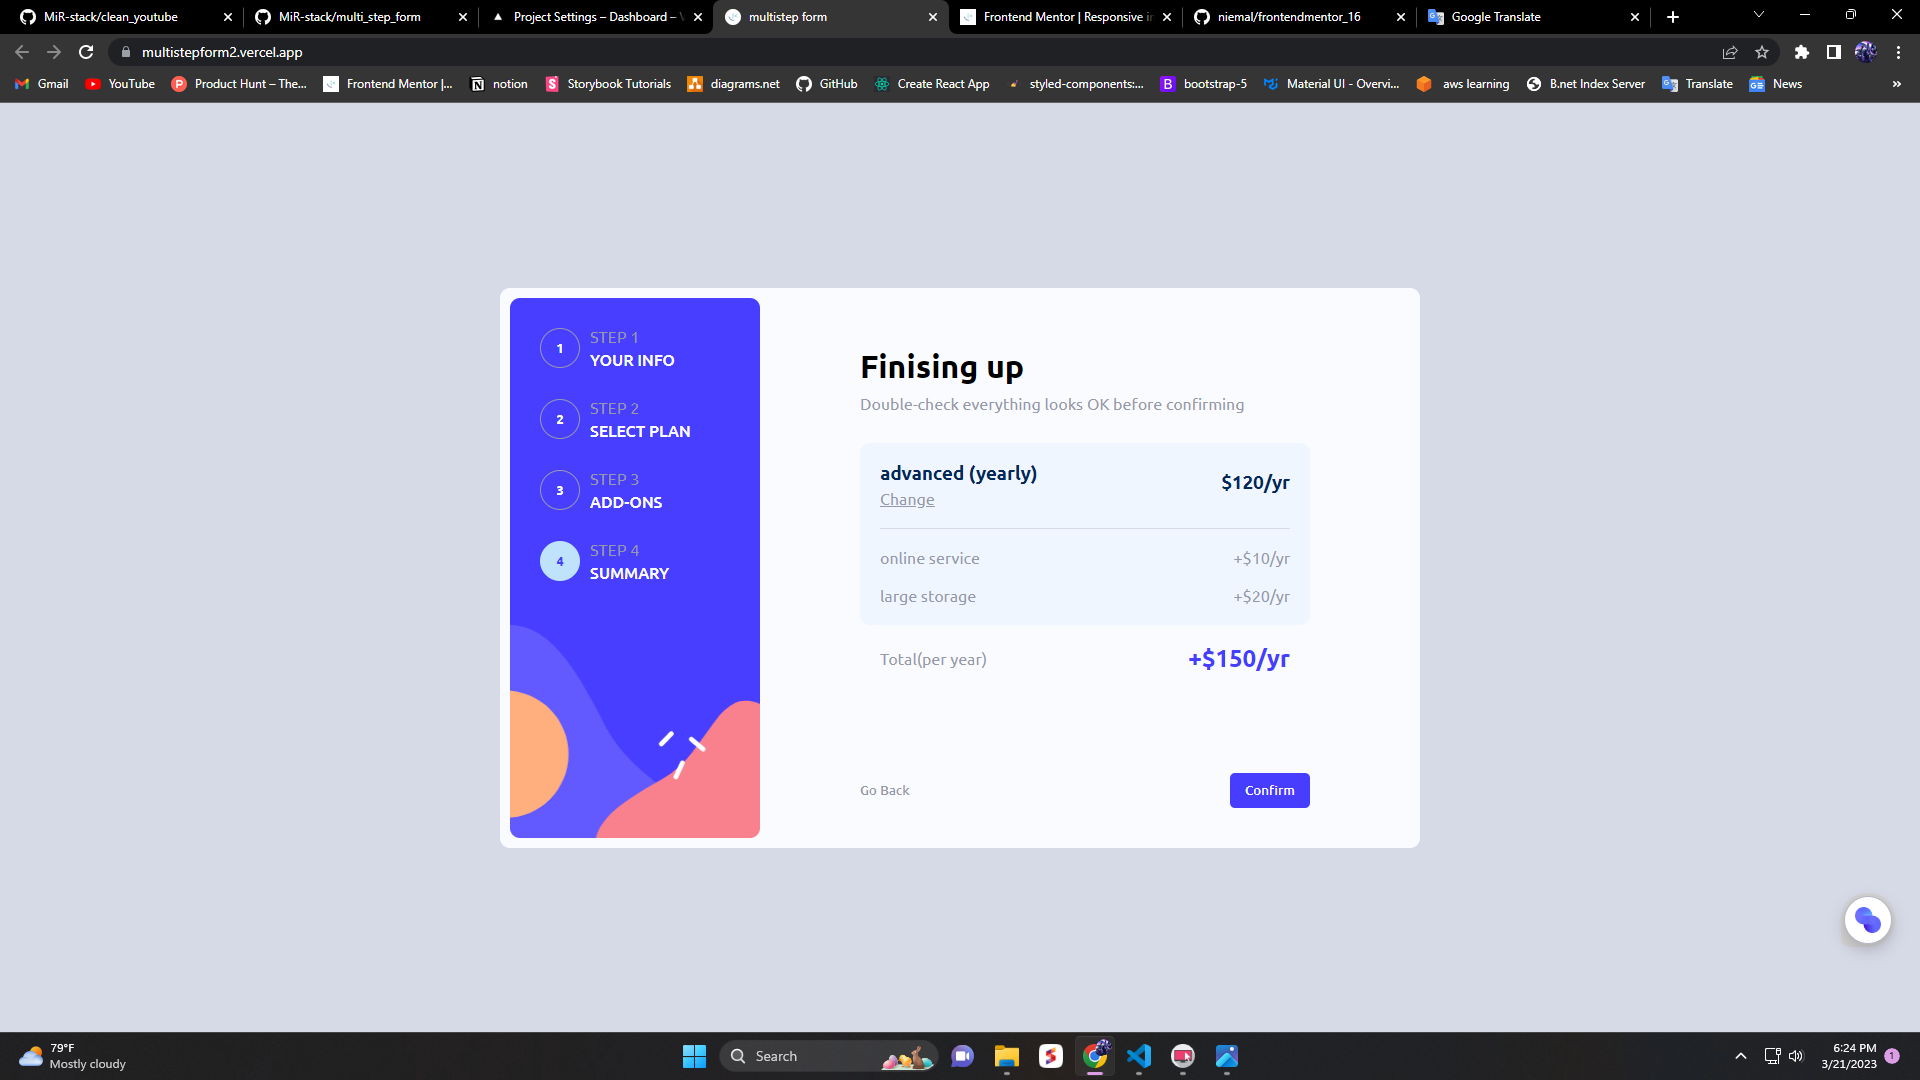 MiR-stack/clean_youtube
MiR-stack/multi_step_form
Project Settings – Dashboard –
multistep form
Frontend Mentor | Responsive
niemal/frontendmentor_16
Google Translate
multistepform2.vercel.app
Gmail
YouTube
Product Hunt – The...
Frontend Mentor |...
notion
Storybook Tutorials
diagrams.net
GitHub
Create React App
styled-components:...
bootstrap-5
Material UI - Overvi...
aws learning
B.net Index Server
Translate
News
»
1
STEP 1
YOUR INFO
2
STEP 2
SELECT PLAN
3
STEP 3
ADD-ONS
4
STEP 4
SUMMARY
Finising up
Double-check everything looks OK before confirming
advanced (yearly)
$120/yr
Change
online service
+$10/yr
large storage
+$20/yr
Total(per year)
+$150/yr
Go Back
Confirm
79°F
Mostly cloudy
Search
6:24 PM
3/21/2023
1